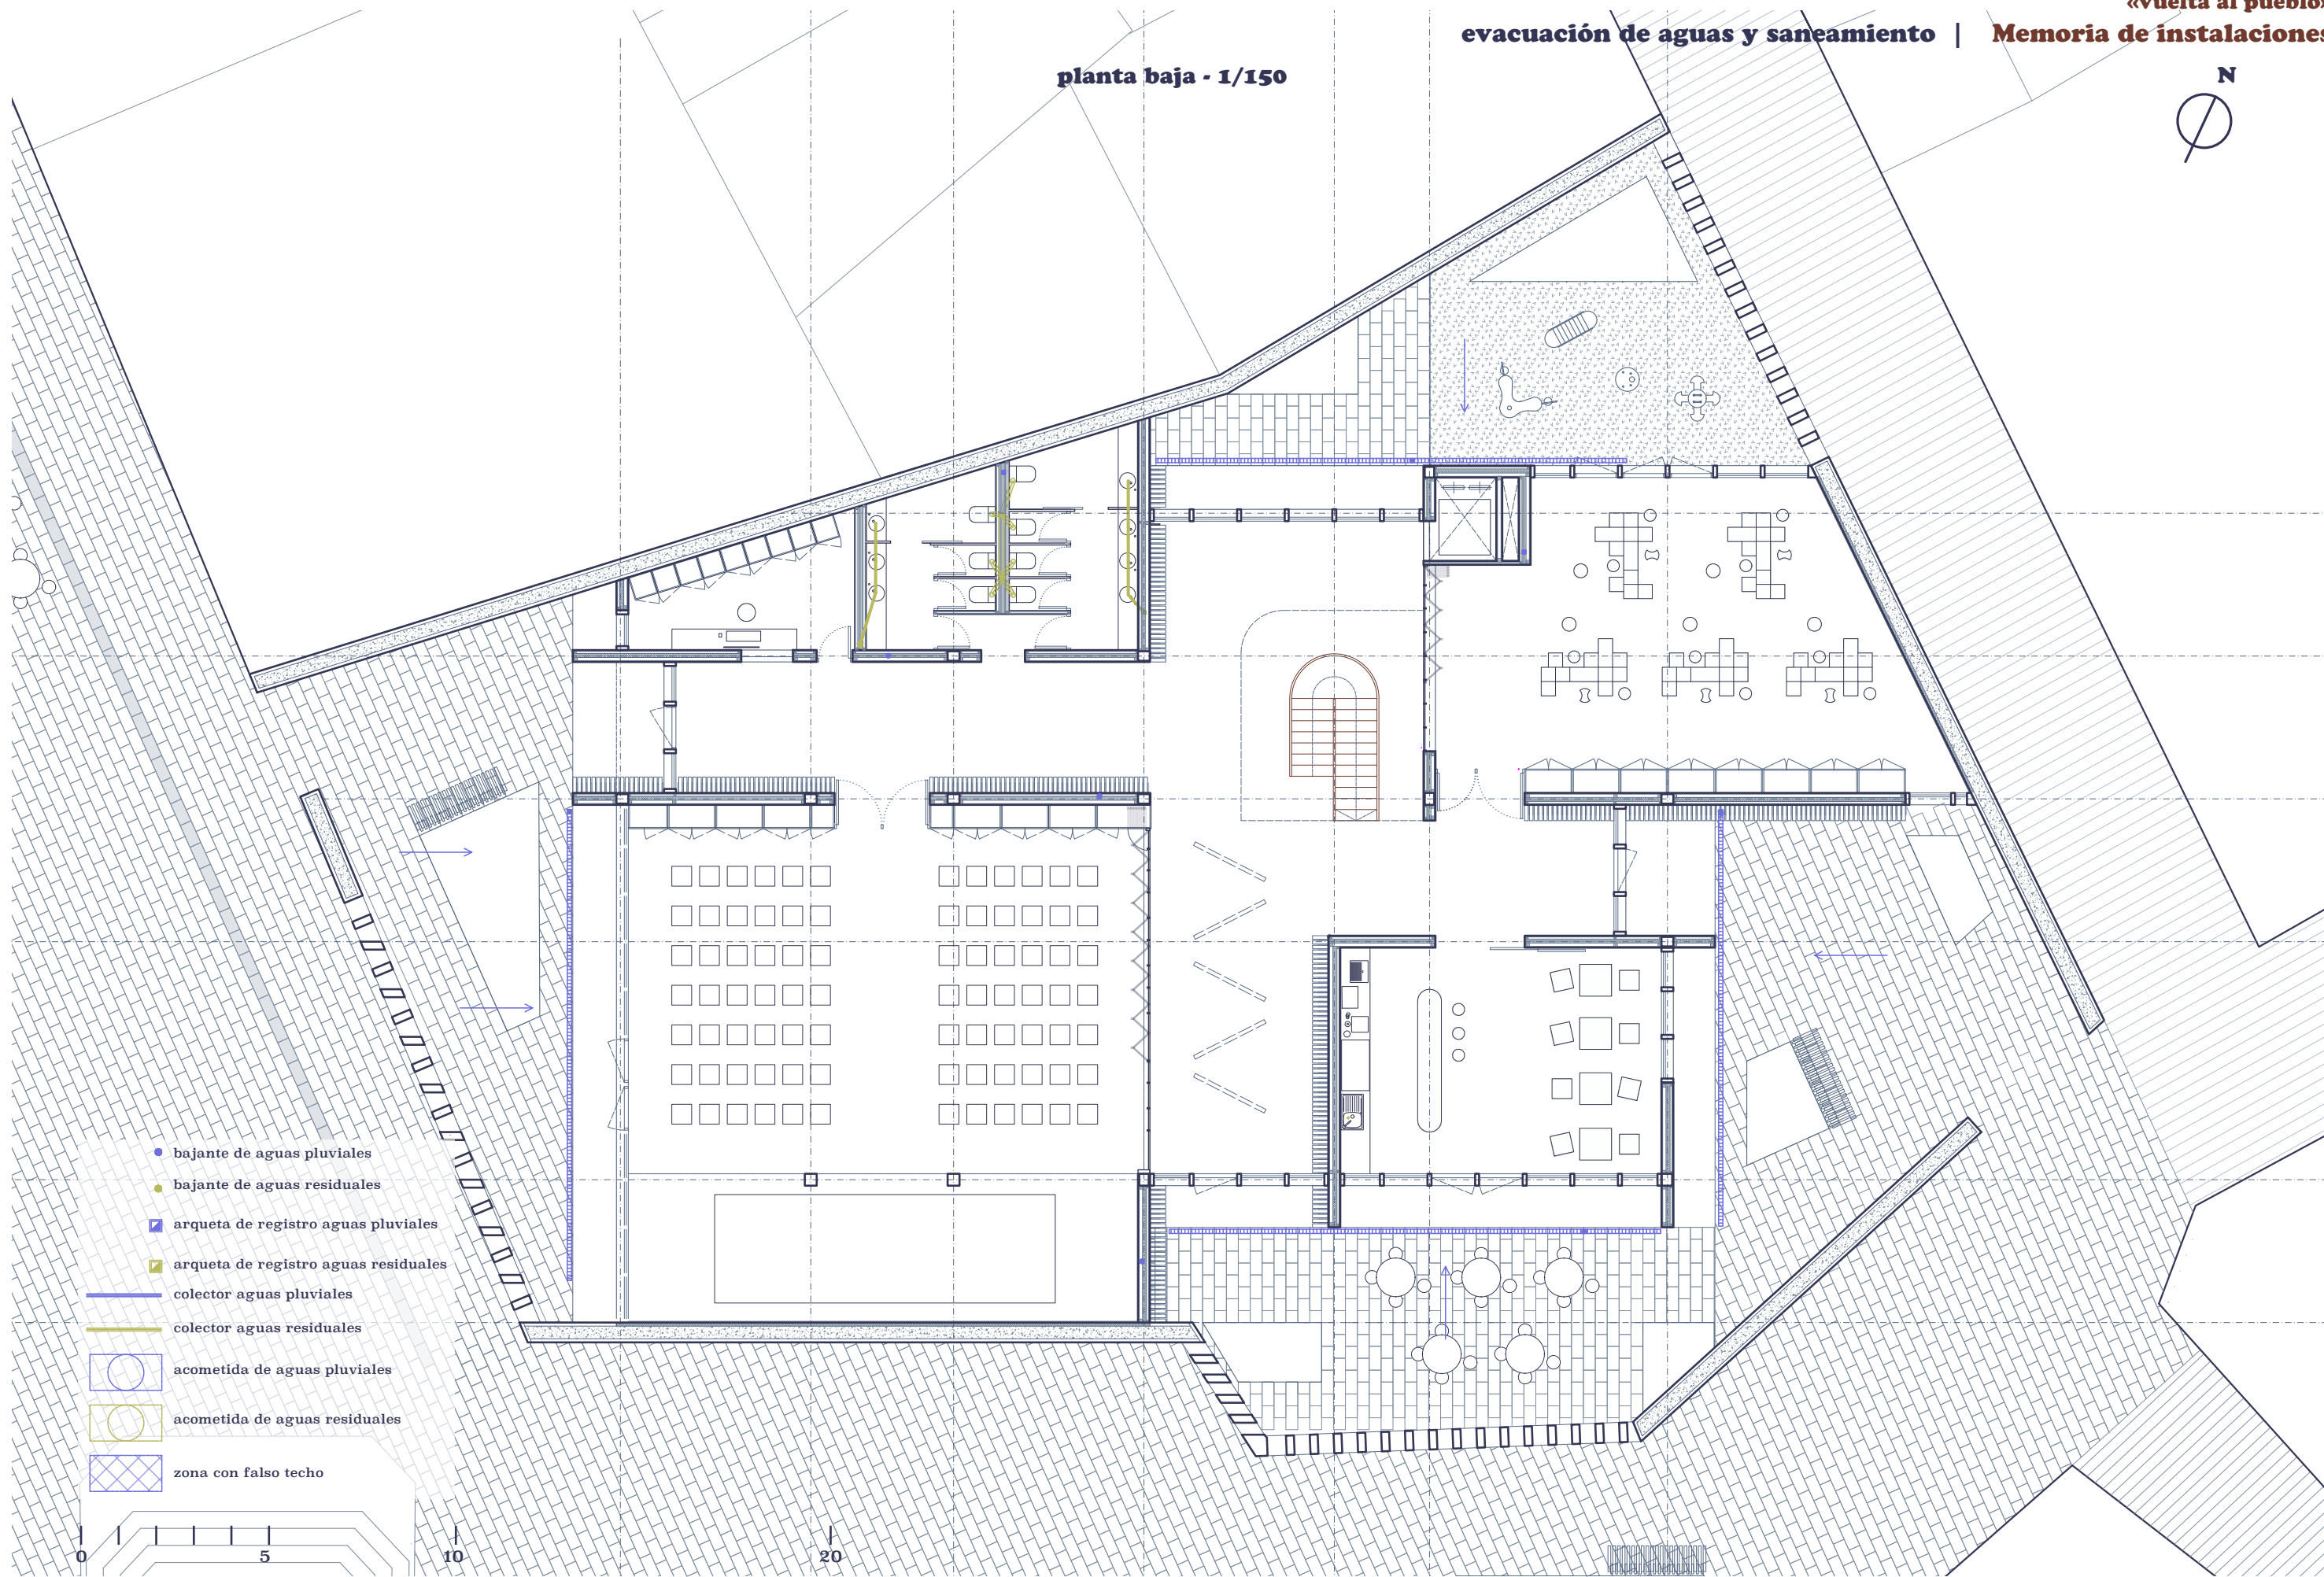 «vuelta al pueblo»
evacuación de aguas y saneamiento | Memoria de instalaciones
planta baja - 1/150
N
bajante de aguas pluviales
bajante de aguas residuales
arqueta de registro aguas pluviales
arqueta de registro aguas residuales
colector aguas pluviales
colector aguas residuales
acometida de aguas pluviales
acometida de aguas residuales
zona con falso techo
0 5 10 20